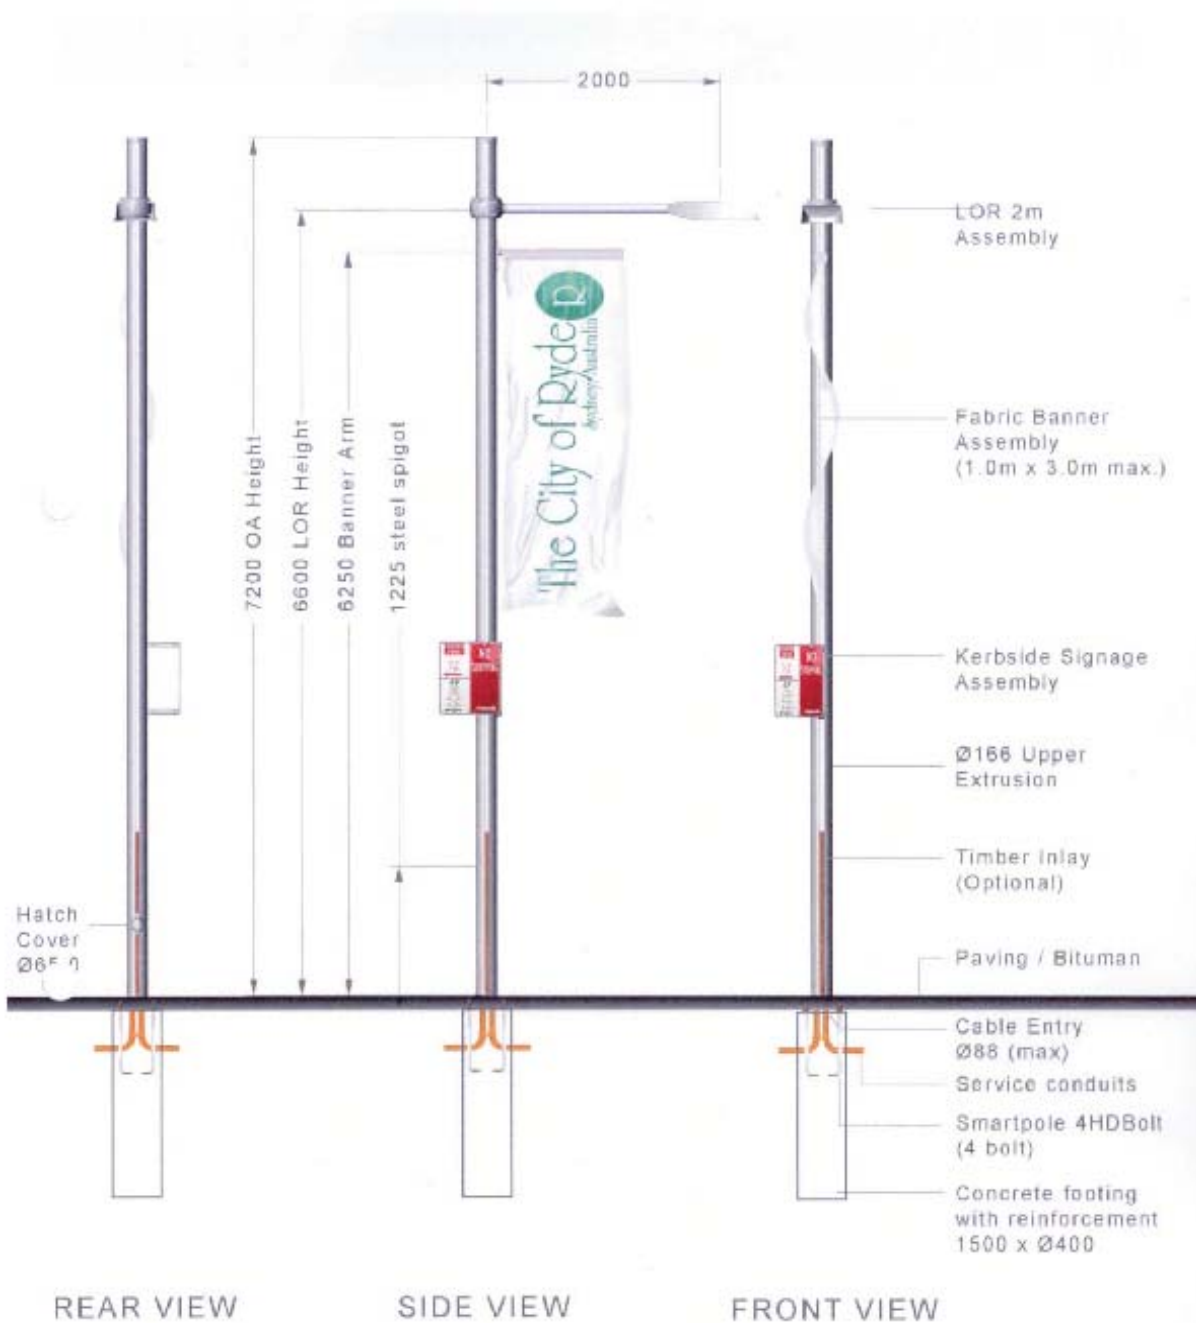 2000
7200 OA Height
6600 LOR Height
6250 Banner Arm
1225 steel spigot
The City of Ryde
Sydney, Australia
R
LOR 2m
Assembly
Fabric Banner
Assembly
(1.0m x 3.0m max.)
Kerbside Signage
Assembly
Ø166 Upper
Extrusion
Timber inlay
(Optional)
Hatch
Cover
Paving / Bituman
Cable Entry
Ø88 (max)
Service conduits
Smartpole 4HDBolt
(4 bolt)
Concrete footing
with reinforcement
1500 x Ø400
REAR VIEW
SIDE VIEW
FRONT VIEW